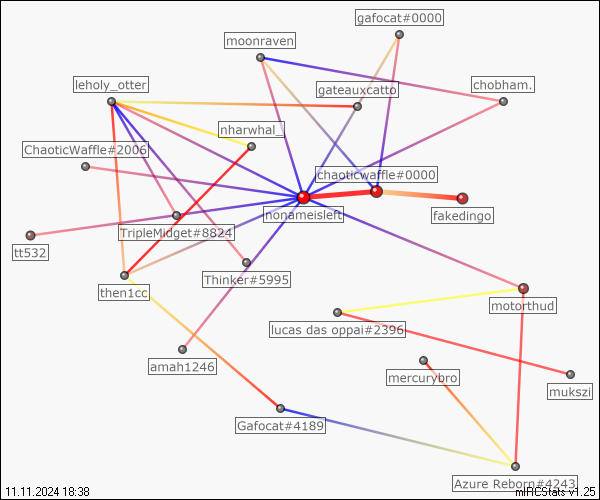 gafocat#0000
moonraven
leholy_otter
gateauxcatto
chobham.
nharwhal_
ChaoticWaffle#2006
chaoticwaffle#0000
nonameisleft
fakedingo
TripleMidget#8824
tt532
Thinker#5995
then1cc
motorthud
lucas das oppai#2396
amah1246
mercurybro
mukszi
Gafocat#4189
Azure Reborn#4243
11.11.2024 18:38
mIRCStats v1.25